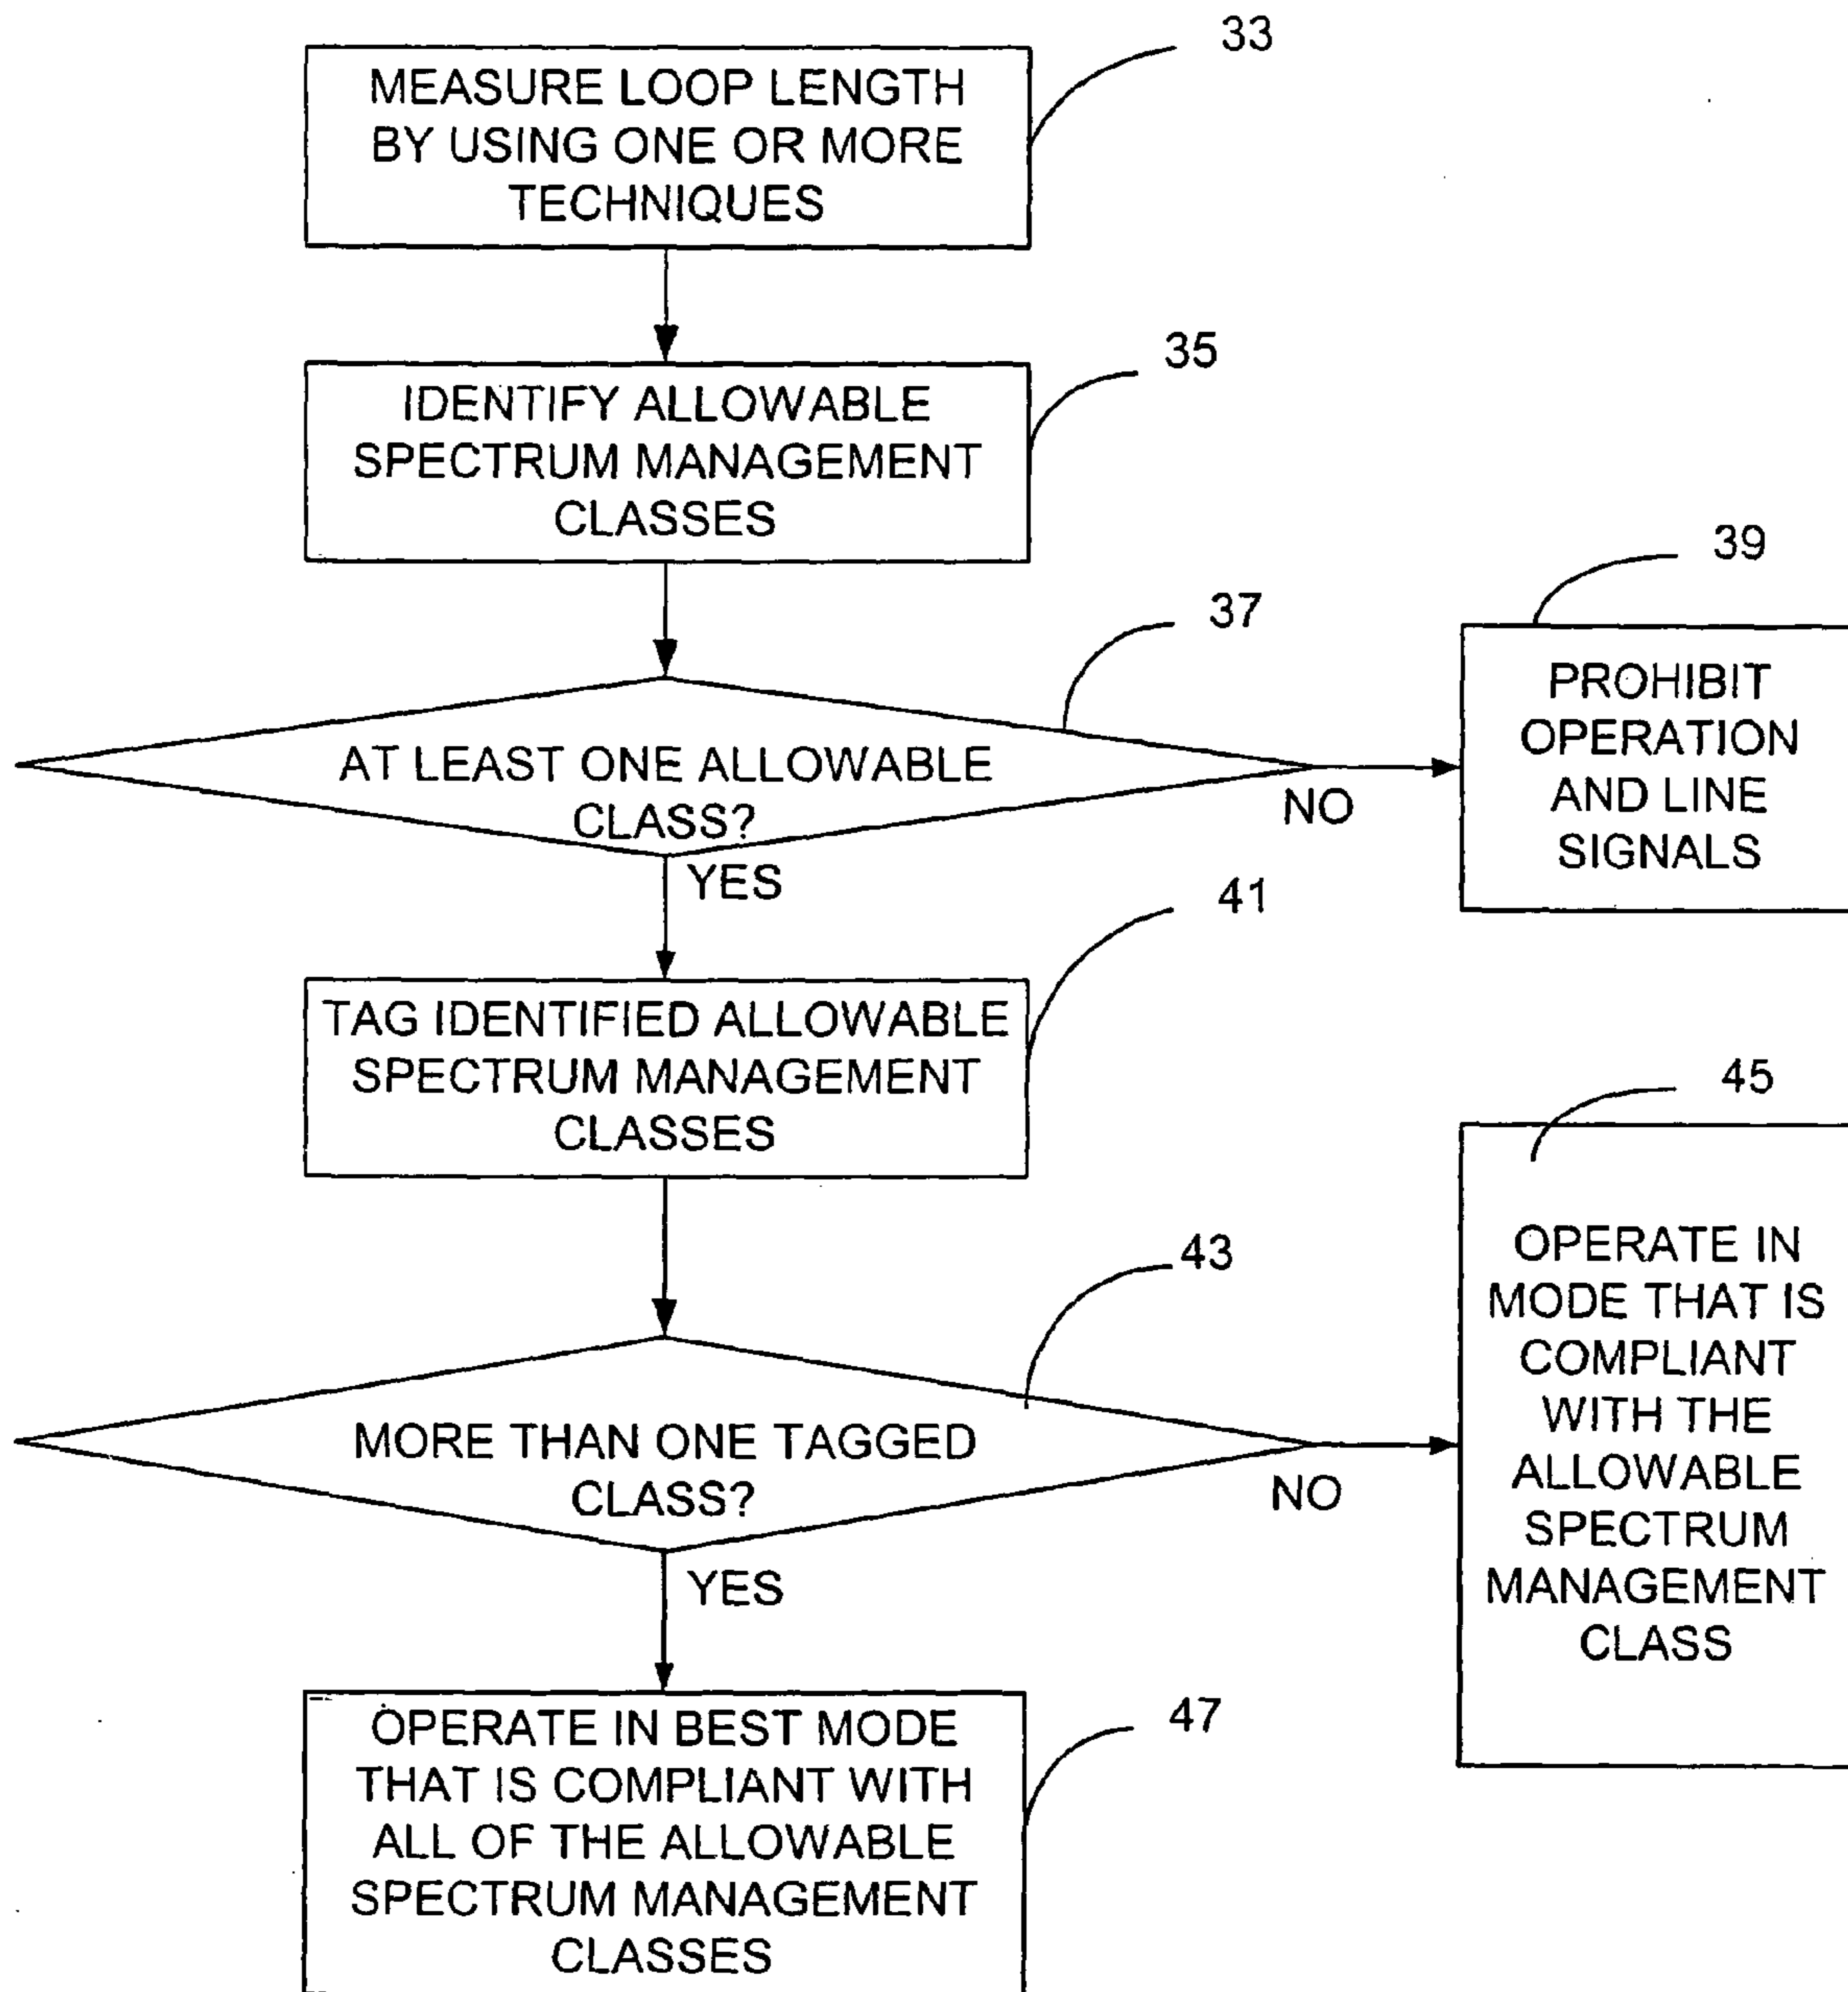 33
MEASURE LOOP LENGTH
BY USING ONE OR MORE
TECHNIQUES
35
IDENTIFY ALLOWABLE
SPECTRUM MANAGEMENT
CLASSES
37
AT LEAST ONE ALLOWABLE
CLASS?
NO
YES
39
PROHIBIT
OPERATION
AND LINE
SIGNALS
41
TAG IDENTIFIED ALLOWABLE
SPECTRUM MANAGEMENT
CLASSES
43
MORE THAN ONE TAGGED
CLASS?
NO
YES
45
OPERATE IN
MODE THAT IS
COMPLIANT
WITH THE
ALLOWABLE
SPECTRUM
MANAGEMENT
CLASS
47
OPERATE IN BEST MODE
THAT IS COMPLIANT WITH
ALL OF THE ALLOWABLE
SPECTRUM MANAGEMENT
CLASSES